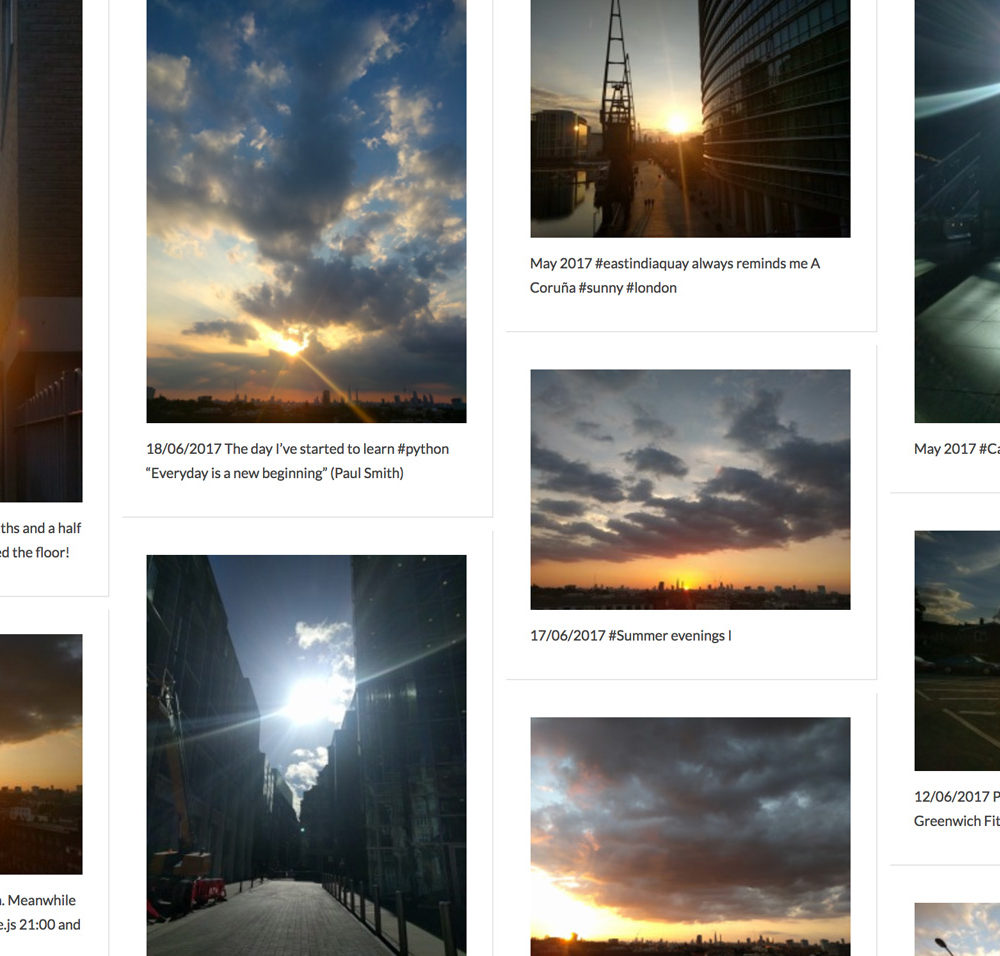 ths and a half
ed the floor!
. Meanwhile
e.js 21:00 and
18/06/2017 The day I’ve started to learn #python
“Everyday is a new beginning” (Paul Smith)
May 2017 #eastindiaquay always reminds me A
Coruña #sunny #london
17/06/2017 #Summer evenings I
May 2017 #Ca
12/06/2017 P
Greenwich Fit